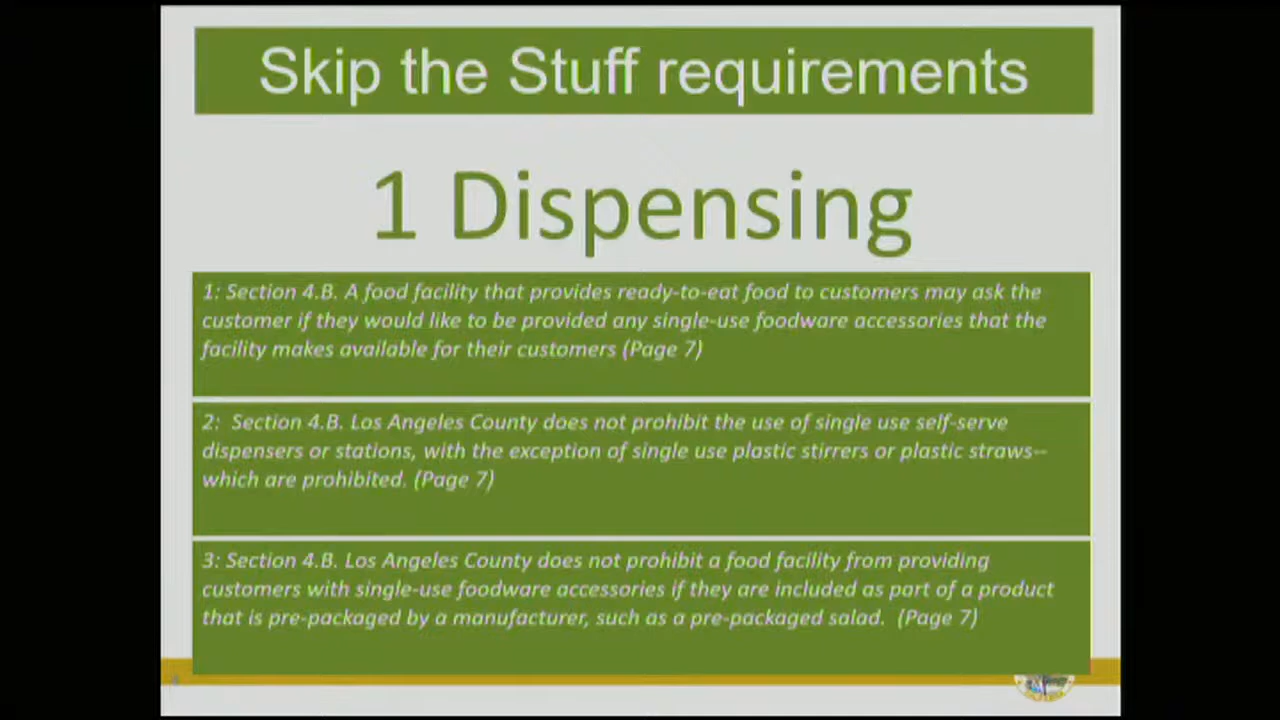 Skip the Stuff requirements
1 Dispensing
1: Section 4.B. A food facility that provides ready-to-eat food to customers may ask the
customer if they would like to be provided any single-use foodware accessories that the
facility makes available for their customers (Page 7)
2:  Section 4.B. Los Angeles County does not prohibit the use of single use self-serve
dispensers or stations, with the exception of single use plastic stirrers or plastic straws--
which are prohibited. (Page 7)
3: Section 4.B. Los Angeles County does not prohibit a food facility from providing
customers with single-use foodware accessories if they are included as part of a product
that is pre-packaged by a manufacturer, such as a pre-packaged salad.  (Page 7)